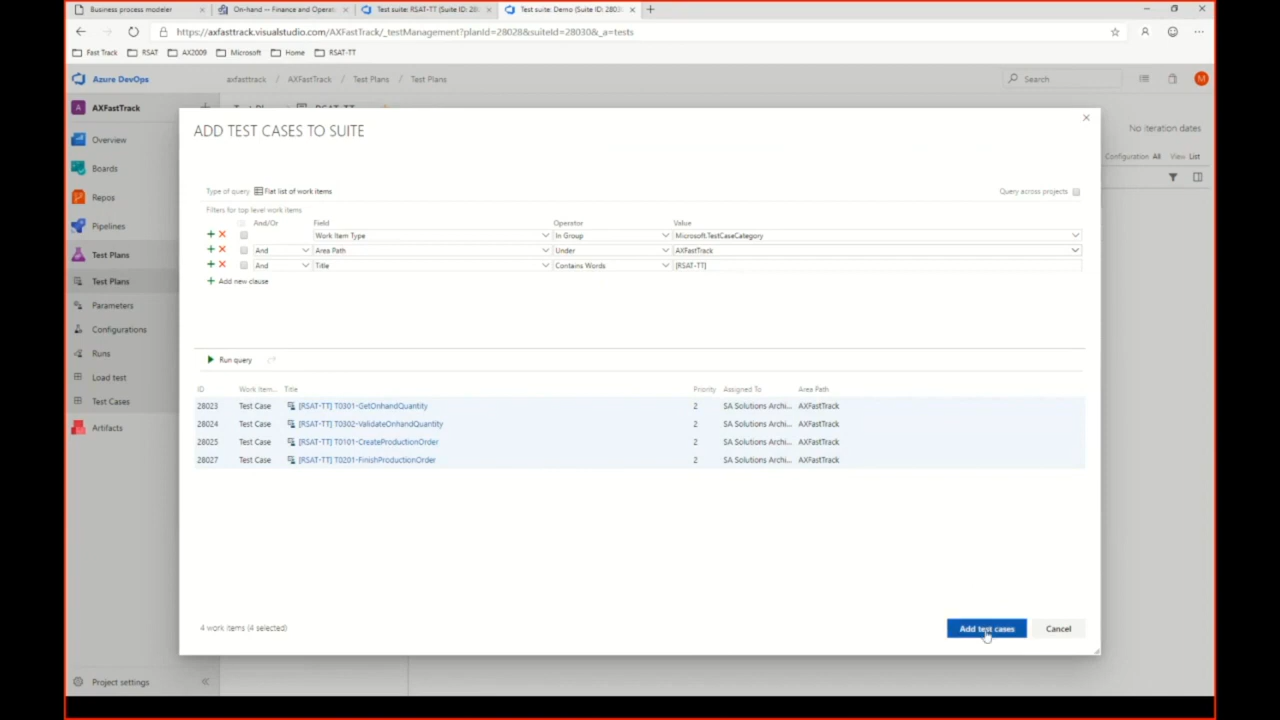 Business process modeler
On-hand -- Finance and Operat
Test suite: RSAT-TT (Suite ID: 280
Test suite: Demo (Suite ID: 2803
https://axfasttrack.visualstudio.com/AXFastTrack/_testManagement?planId=28028&suiteId=28030&_a=tests
Fast Track
RSAT
AX2009
Microsoft
Home
RSAT-TT
Azure DevOps
axfasttrack / AXFastTrack / Test Plans / Test Plans
Search
M
A AXFastTrack
RSAT-TT
ADD TEST CASES TO SUITE
No iteration dates
Overview
Boards
Configuration All View List
Repos
Type of query Flat list of work items
Query across projects
Filters for top level work items
Pipelines
And/Or Field Operator Value
Work Item Type In Group Microsoft.TestCaseCategory
Test Plans
And Area Path Under AXFastTrack
And Title Contains Words [RSAT-TT]
Test Plans
Add new clause
Parameters
Configurations
Runs
Run query
Load test
ID Work Item... Title Priority Assigned To Area Path
Test Cases
28023 Test Case [RSAT-TT] T0301-GetOnhandQuantity 2 SA Solutions Archi... AXFastTrack
28024 Test Case [RSAT-TT] T0302-ValidateOnhandQuantity 2 SA Solutions Archi... AXFastTrack
Artifacts
28025 Test Case [RSAT-TT] T0101-CreateProductionOrder 2 SA Solutions Archi... AXFastTrack
28027 Test Case [RSAT-TT] T0201-FinishProductionOrder 2 SA Solutions Archi... AXFastTrack
4 work items (4 selected)
Add test cases
Cancel
Project settings